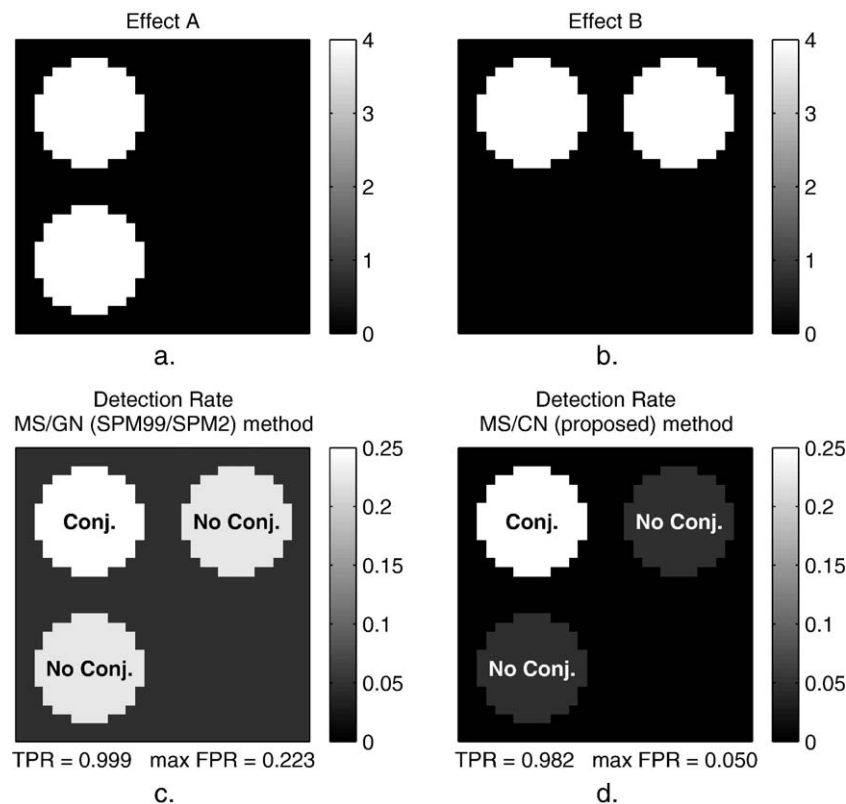 Effect A
4
3
2
1
0
a.
Effect B
4
3
2
1
0
b.
Detection Rate
MS/GN (SPM99/SPM2) method
Conj.
No Conj.
No Conj.
0.25
0.2
0.15
0.1
0.05
0
TPR = 0.999 max FPR = 0.223
c.
Detection Rate
MS/CN (proposed) method
Conj.
No Conj.
No Conj.
0.25
0.2
0.15
0.1
0.05
0
TPR = 0.982 max FPR = 0.050
d.